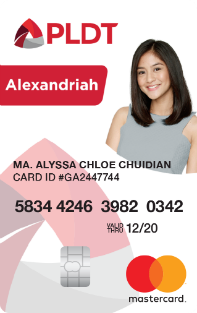 PLDT
Alexandriah
MA. ALYSSA CHLOE CHUIDIAN
CARD ID #GA2447744
5834 4246 3982 0342
VALID THRU 12/20
mastercard.